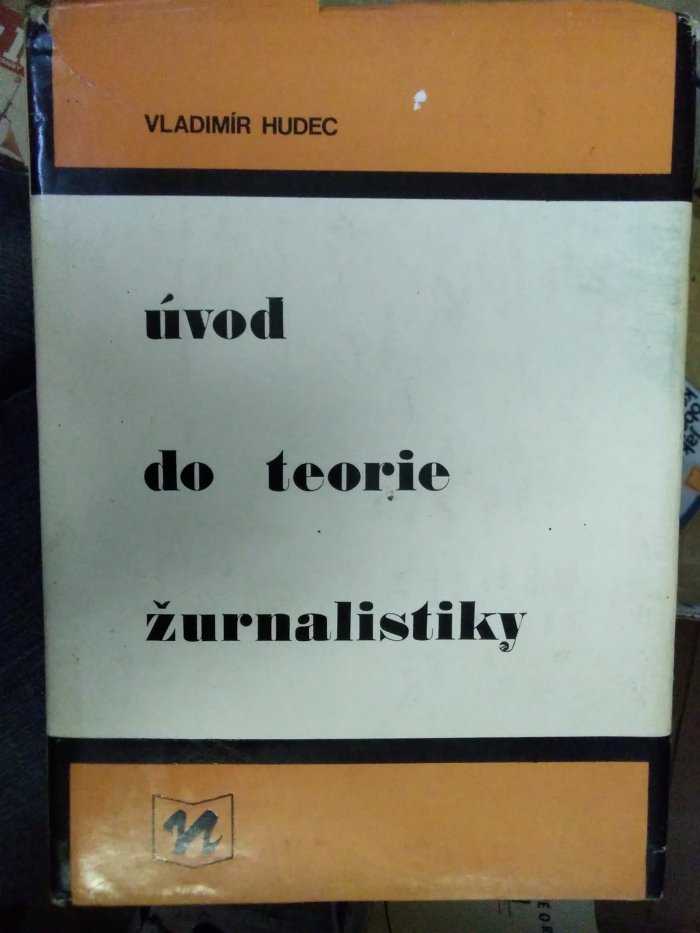 VLADIMÍR HUDEC
úvod
do teorie
žurnalistiky
n